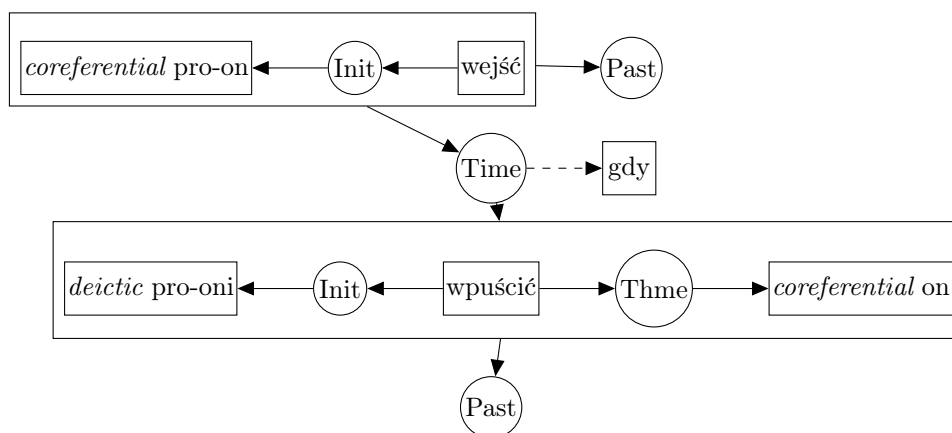 coreferential pro-on Init wejść Past
Time gdy
deictic pro-oni Init wpuścić Thme coreferential on
Past